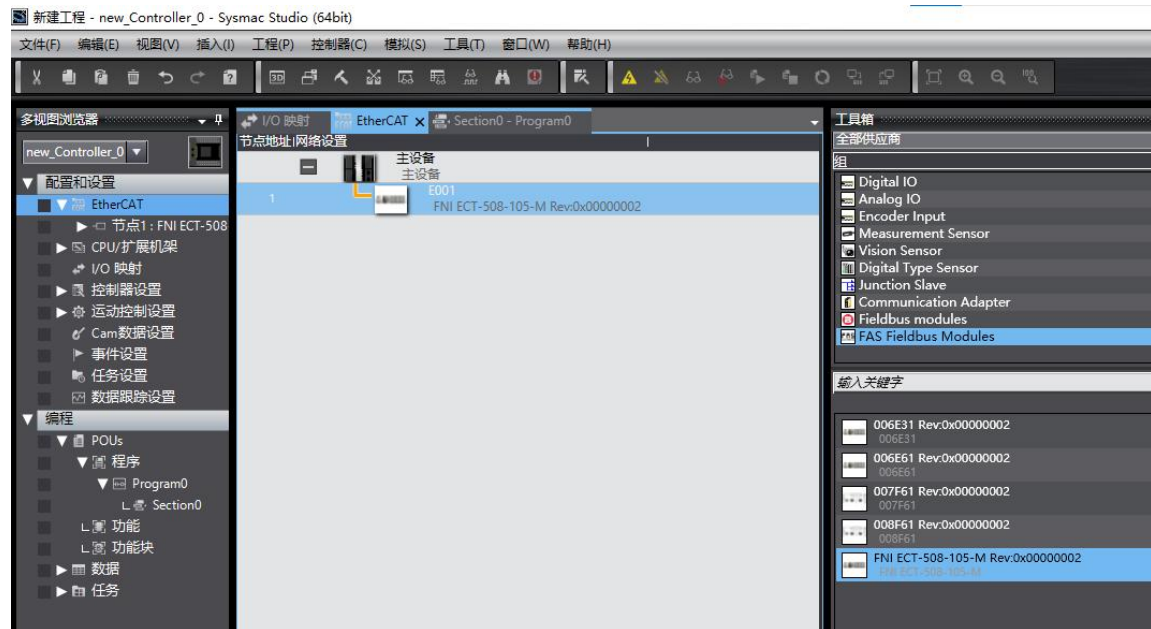 新建工程 - new_Controller_0 - Sysmac Studio (64bit)
文件(F) 编辑(E) 视图(V) 插入(I) 工程(P) 控制器(C) 模拟(S) 工具(T) 窗口(W) 帮助(H)
多视图浏览器
new_Controller_0
配置和设置
EtherCAT
节点1 : FNI ECT-508
CPU/扩展机架
I/O 映射
控制器设置
运动控制设置
Cam数据设置
事件设置
任务设置
数据跟踪设置
编程
POUs
程序
Program0
Section0
功能
功能块
数据
任务
I/O 映射 EtherCAT Section0 - Program0
节点地址|网络设置
主设备
主设备
1
E001
FNI ECT-508-105-M Rev:0x00000002
工具箱
全部供应商
组
Digital IO
Analog IO
Encoder Input
Measurement Sensor
Vision Sensor
Digital Type Sensor
Junction Slave
Communication Adapter
Fieldbus modules
FAS Fieldbus Modules
输入关键字
006E31 Rev:0x00000002
006E31
006E61 Rev:0x00000002
006E61
007F61 Rev:0x00000002
007F61
008F61 Rev:0x00000002
008F61
FNI ECT-508-105-M Rev:0x00000002
FNI ECT-508-105-M